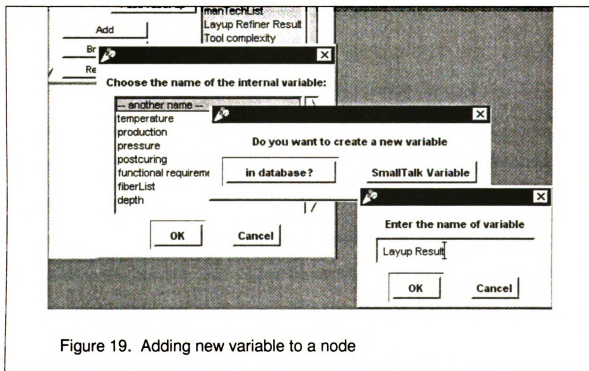 manTechList
Add
Layup Refiner Result
Tool complexity
Br
Re
Choose the name of the internal variable:
-- another name --
temperature
production
pressure
postcuring
functional requireme
fiberList
depth
OK Cancel
Do you want to create a new variable
in database? SmallTalk Variable
Enter the name of variable
Layup Result
OK Cancel
Figure 19. Adding new variable to a node